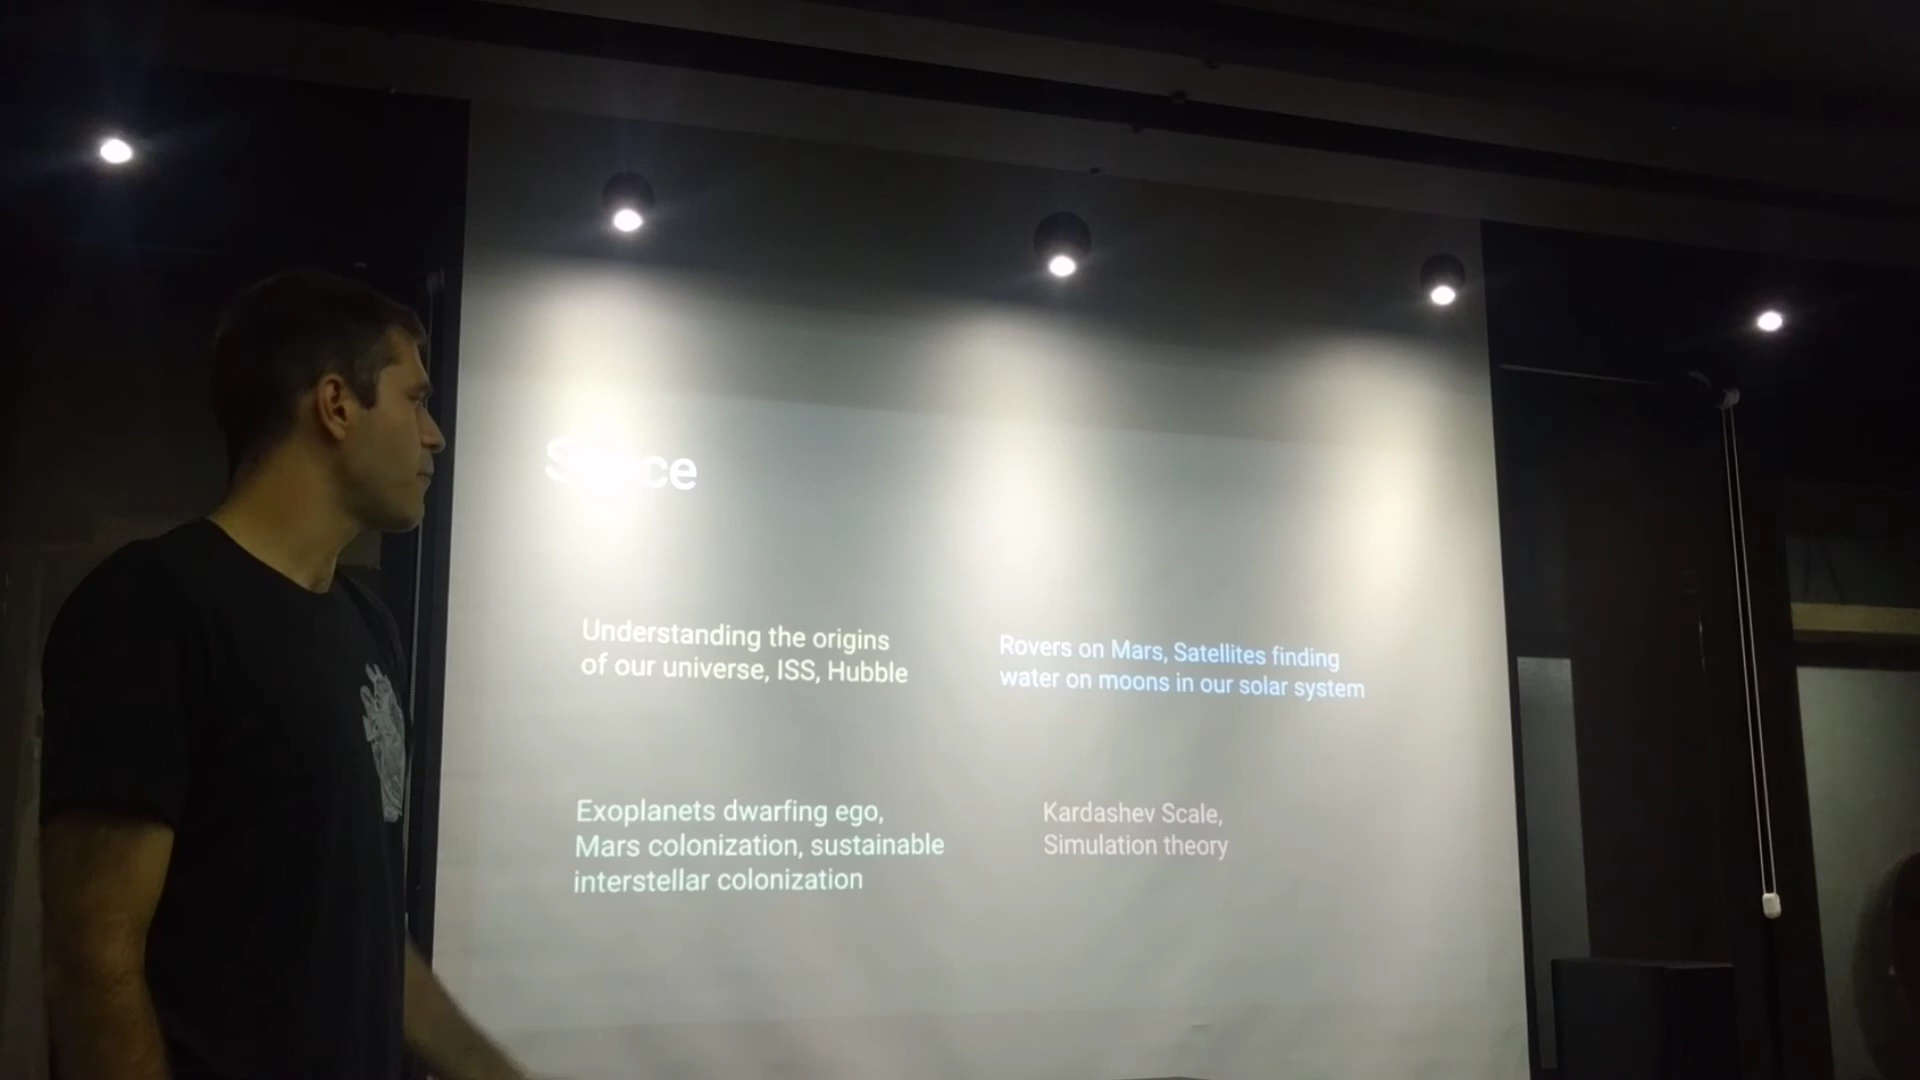 Space
Understanding the origins
of our universe, ISS, Hubble
Rovers on Mars, Satellites finding
water on moons in our solar system
Exoplanets dwarfing ego,
Mars colonization, sustainable
interstellar colonization
Kardashev Scale,
Simulation theory